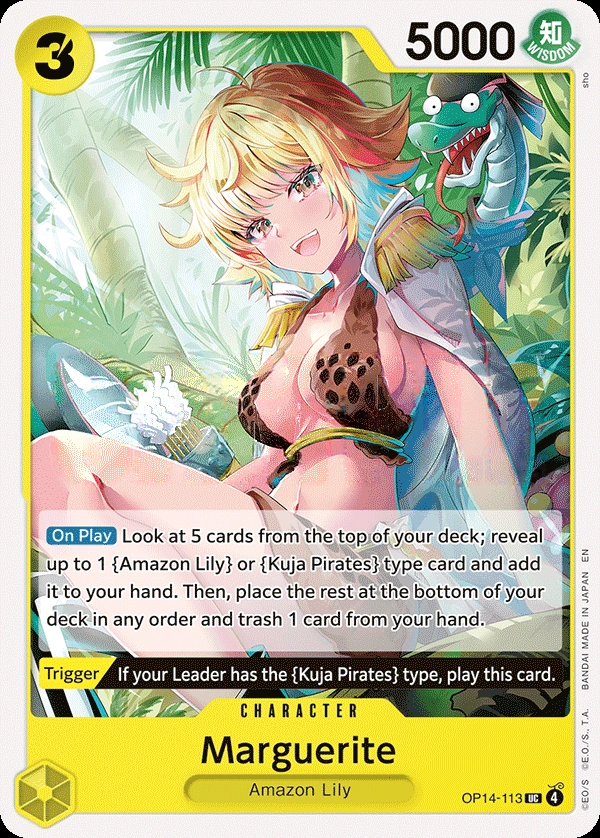 3
5000
知
WISDOM
sho
On Play Look at 5 cards from the top of your deck; reveal
up to 1 {Amazon Lily} or {Kuja Pirates} type card and add
it to your hand. Then, place the rest at the bottom of your
deck in any order and trash 1 card from your hand.
Trigger If your Leader has the {Kuja Pirates} type, play this card.
CHARACTER
Marguerite
Amazon Lily
OP14-113 UC 4
©EO/S ©E.O./S., T.A. BANDAI MADE IN JAPAN EN